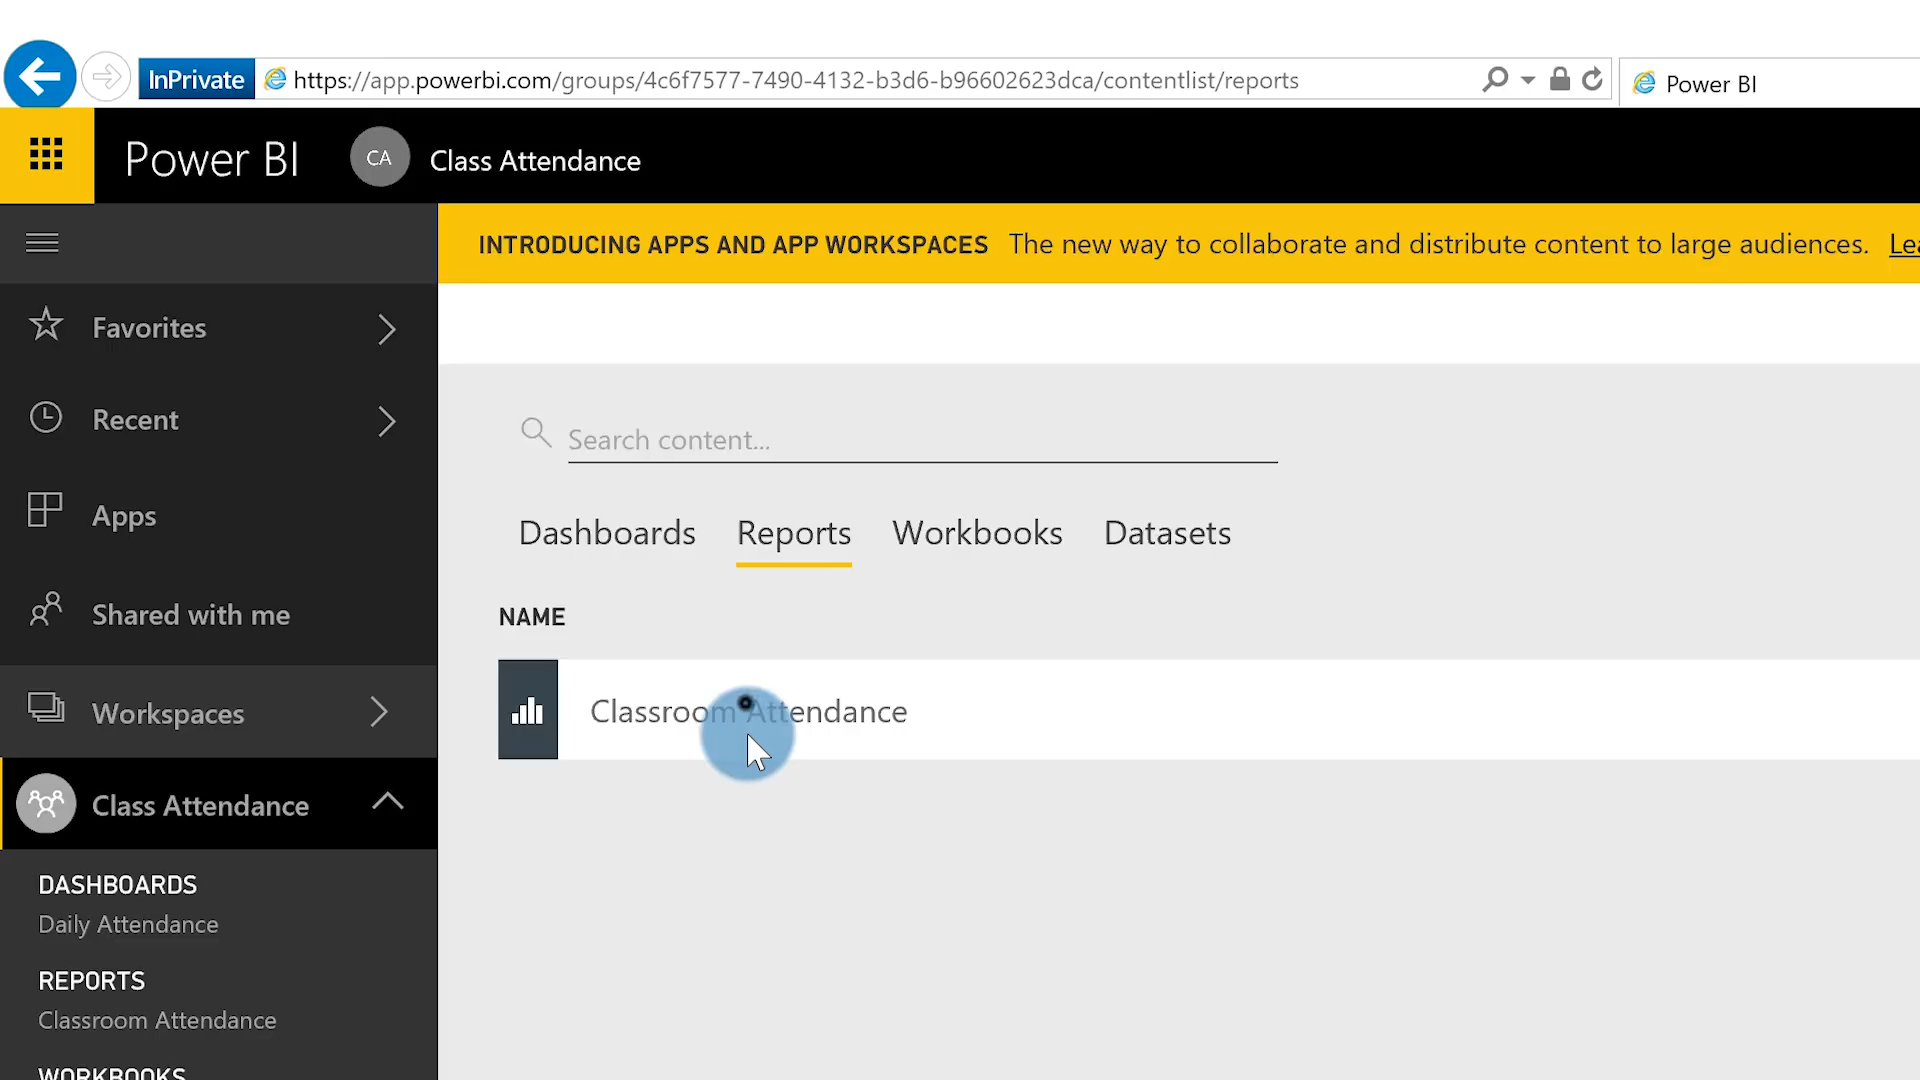 InPrivate https://app.powerbi.com/groups/4c6f7577-7490-4132-b3d6-b96602623dca/contentlist/reports Power BI
Power BI CA Class Attendance
INTRODUCING APPS AND APP WORKSPACES The new way to collaborate and distribute content to large audiences.
Favorites
Recent
Apps
Shared with me
Workspaces
Class Attendance
DASHBOARDS
Daily Attendance
REPORTS
Classroom Attendance
WORKBOOKS
Search content...
Dashboards Reports Workbooks Datasets
NAME
Classroom Attendance